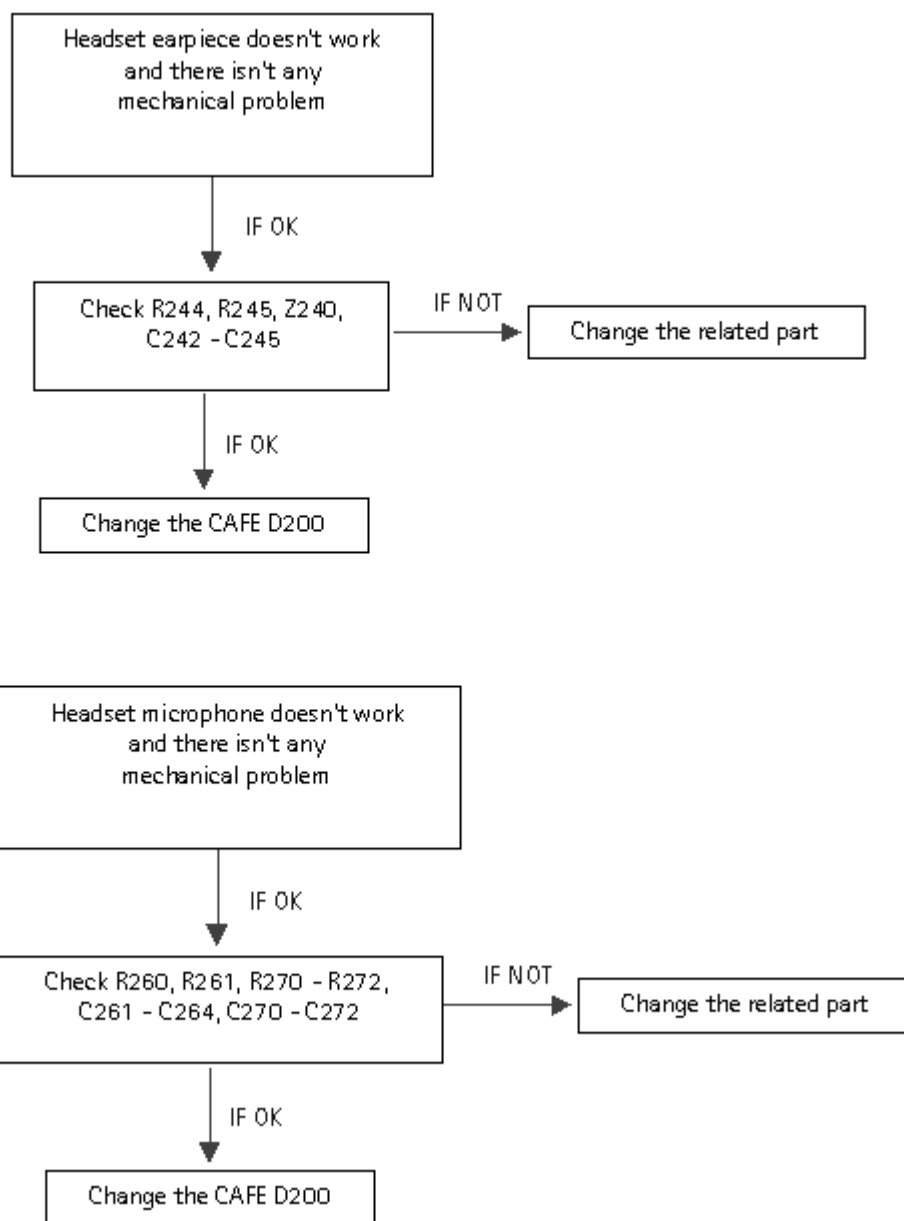 Headset earpiece doesn't work
and there isn't any
mechanical problem
IF OK
Check R244, R245, Z240,
C242 - C245
IF NOT
Change the related part
IF OK
Change the CAFE D200
Headset microphone doesn't work
and there isn't any
mechanical problem
IF OK
Check R260, R261, R270 - R272,
C261 - C264, C270 - C272
IF NOT
Change the related part
IF OK
Change the CAFE D200